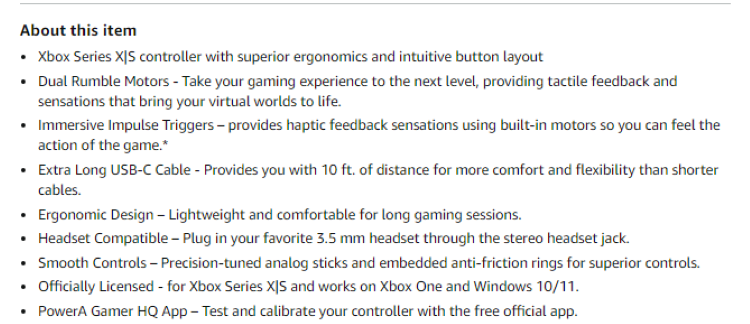 About this item
• Xbox Series X|S controller with superior ergonomics and intuitive button layout
• Dual Rumble Motors - Take your gaming experience to the next level, providing tactile feedback and
sensations that bring your virtual worlds to life.
• Immersive Impulse Triggers – provides haptic feedback sensations using built-in motors so you can feel the
action of the game.*
• Extra Long USB-C Cable - Provides you with 10 ft. of distance for more comfort and flexibility than shorter
cables.
• Ergonomic Design – Lightweight and comfortable for long gaming sessions.
• Headset Compatible – Plug in your favorite 3.5 mm headset through the stereo headset jack.
• Smooth Controls – Precision-tuned analog sticks and embedded anti-friction rings for superior controls.
• Officially Licensed - for Xbox Series X|S and works on Xbox One and Windows 10/11.
• PowerA Gamer HQ App – Test and calibrate your controller with the free official app.